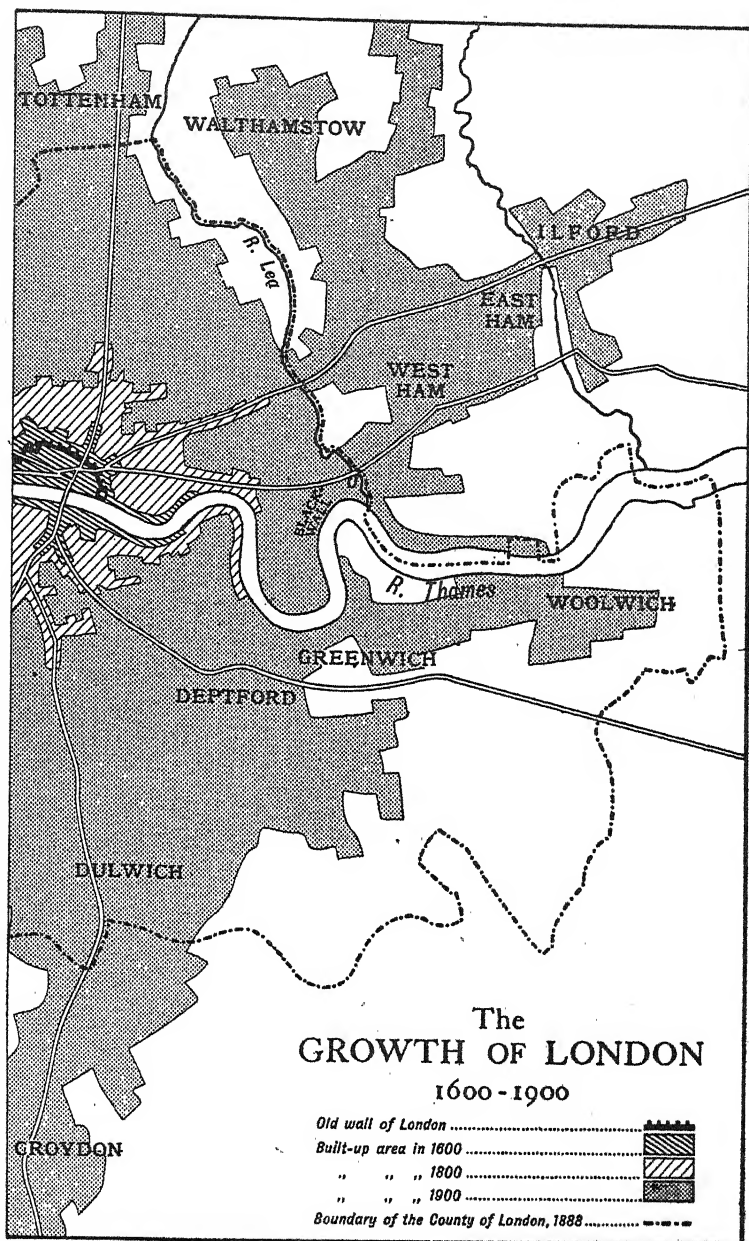 TOTTENHAM
WALTHAMSTOW
R. Lea
ILFORD
EAST
HAM
WEST
HAM
BLACK
WALL
R. Thames
WOOLWICH
GREENWICH
DEPTFORD
DULWICH
CROYDON
The
GROWTH OF LONDON
1600-1900
Old wall of London
Built-up area in 1600
„ „ „ 1800
„ „ „ 1900
Boundary of the County of London, 1888